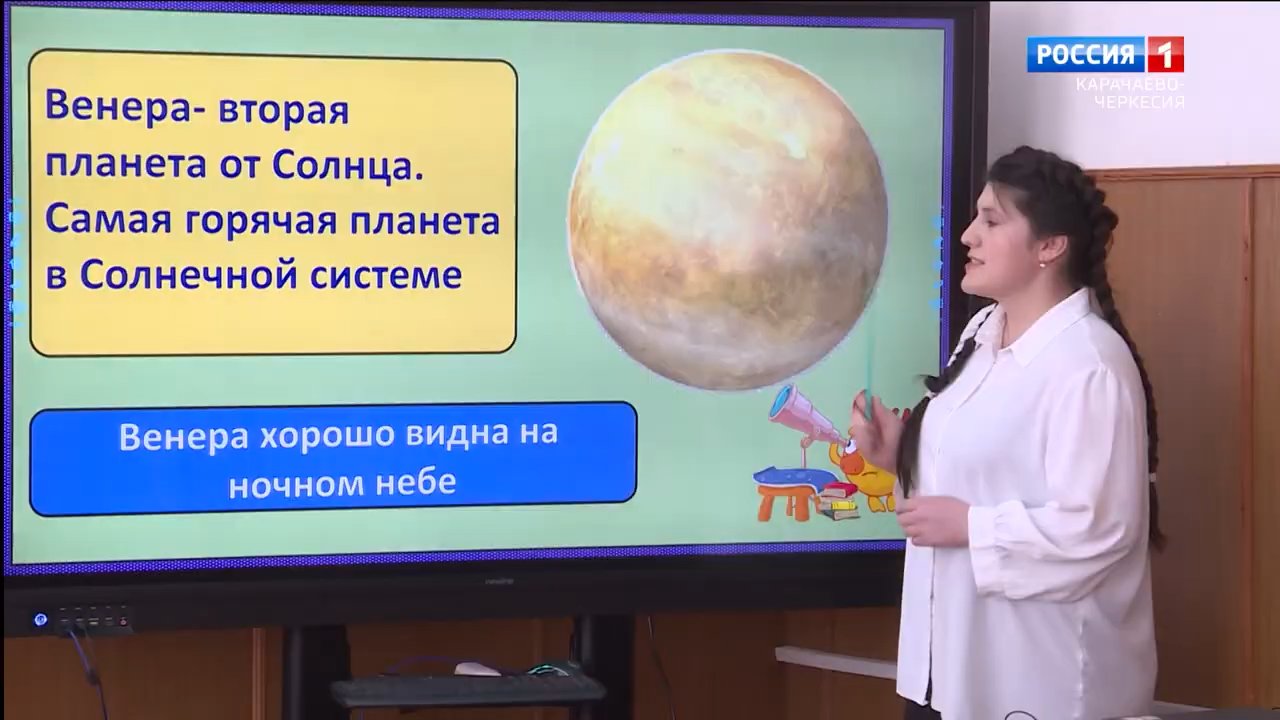 Венера- вторая
планета от Солнца.
Самая горячая планета
в Солнечной системе
Венера хорошо видна на
ночном небе
РОССИЯ 1
КАРАЧАЕВО-
ЧЕРКЕСИЯ